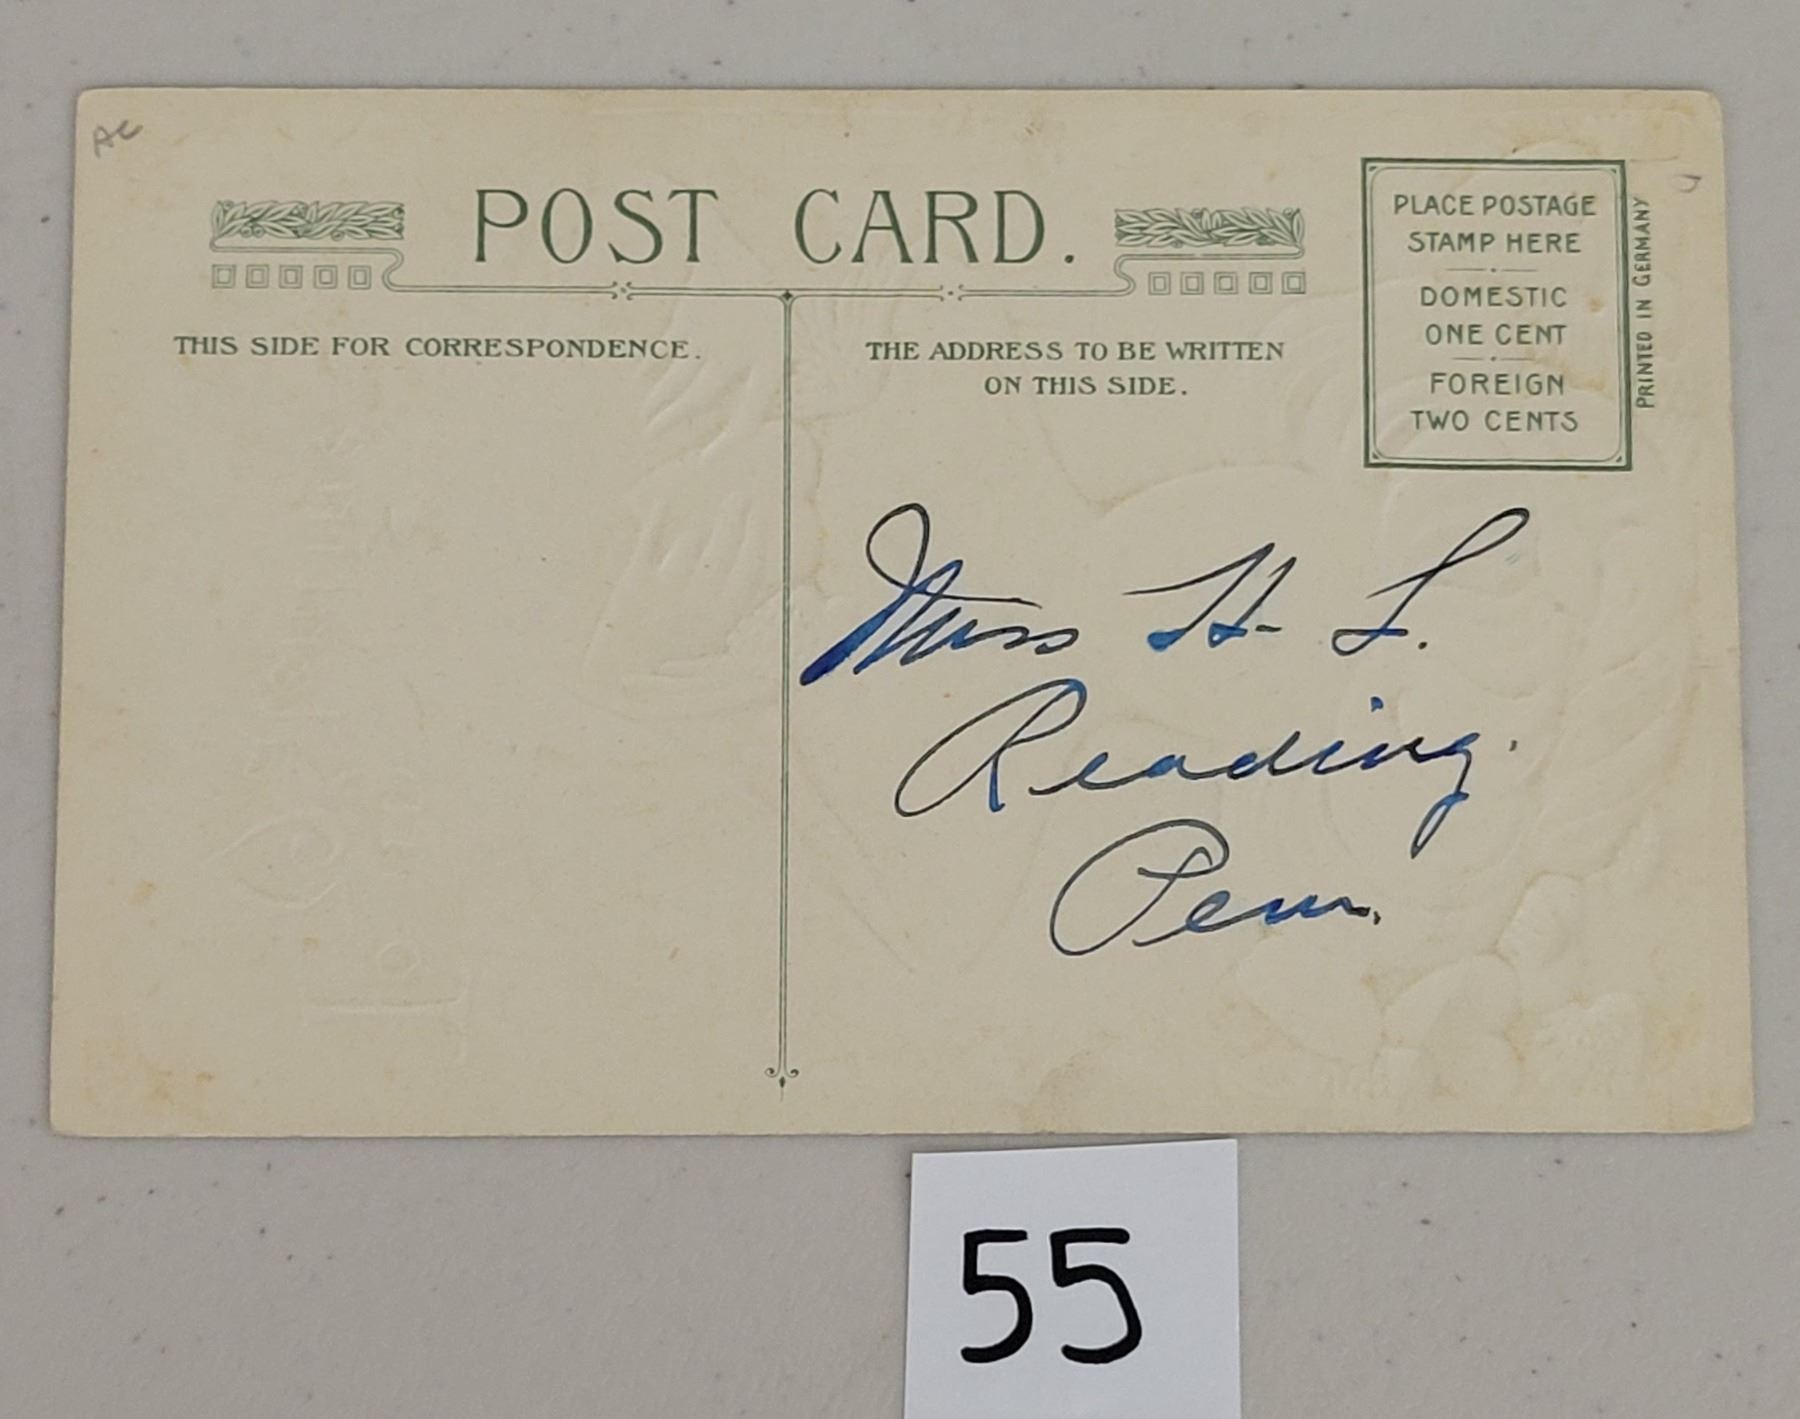 AC
POST CARD.
THIS SIDE FOR CORRESPONDENCE.
THE ADDRESS TO BE WRITTEN
ON THIS SIDE.
PLACE POSTAGE
STAMP HERE
DOMESTIC
ONE CENT
FOREIGN
TWO CENTS
PRINTED IN GERMANY
Miss H. L.
Reading.
Penn.
55